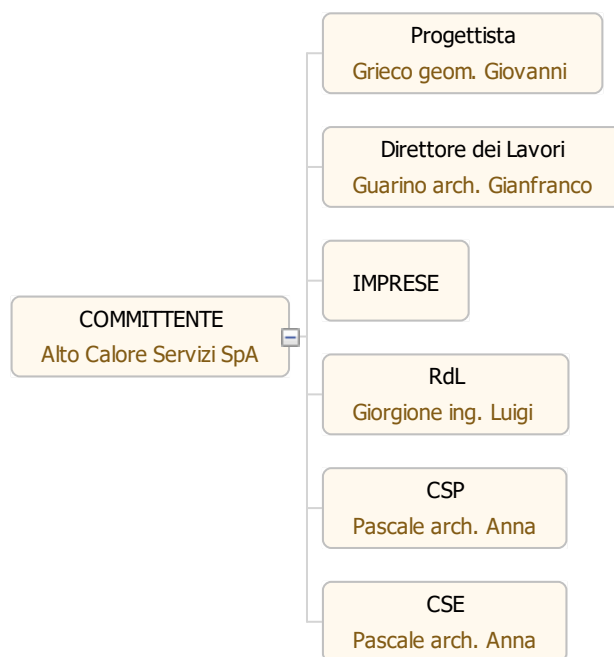 Progettista
Grieco geom. Giovanni
Direttore dei Lavori
Guarino arch. Gianfranco
IMPRESE
COMMITTENTE
Alto Calore Servizi SpA
RdL
Giorgione ing. Luigi
CSP
Pascale arch. Anna
CSE
Pascale arch. Anna